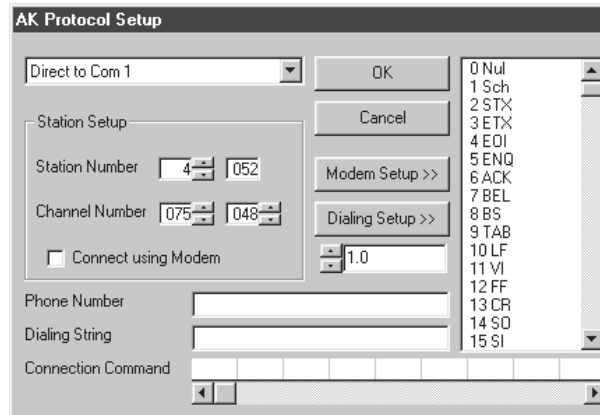 AK Protocol Setup
Direct to Com 1
OK
Cancel
Station Setup
Station Number 4 052
Channel Number 075 048
Connect using Modem
Modem Setup >>
Dialing Setup >>
1.0
Phone Number
Dialing String
Connection Command
0 Nul
1 Sch
2 STX
3 ETX
4 EOI
5 ENQ
6 ACK
7 BEL
8 BS
9 TAB
10 LF
11 VI
12 FF
13 CR
14 SO
15 SI